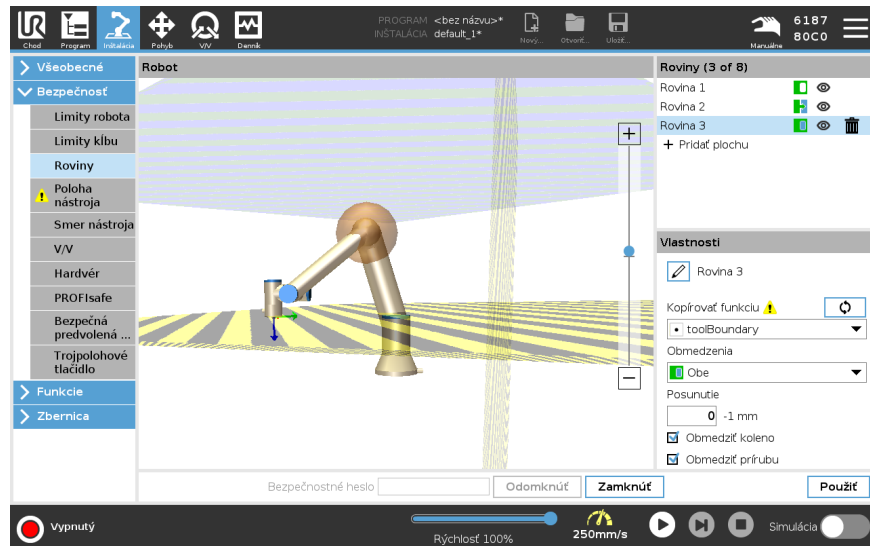 PROGRAM <bez názvu>*
INŠTALÁCIA default_1*
Chod
Program
Inštalácia
Pohyb
V/V
Denník
Nový...
Otvoriť...
Uložiť...
Manuálne
6187
80C0
Všeobecné
Bezpečnosť
Limity robota
Limity kĺbu
Roviny
Poloha
nástroja
Smer nástroja
V/V
Hardvér
PROFIsafe
Bezpečná
predvolená ...
Trojpolohové
tlačidlo
Funkcie
Zbernica
Robot
Roviny (3 of 8)
Rovina 1
Rovina 2
Rovina 3
+ Pridať plochu
Vlastnosti
Rovina 3
Kopírovať funkciu
toolBoundary
Obmedzenia
Obe
Posunutie
0 -1 mm
Obmedziť koleno
Obmedziť prírubu
Bezpečnostné heslo
Odomknúť
Zamknúť
Použiť
Vypnutý
Rýchlosť 100%
250mm/s
Simulácia